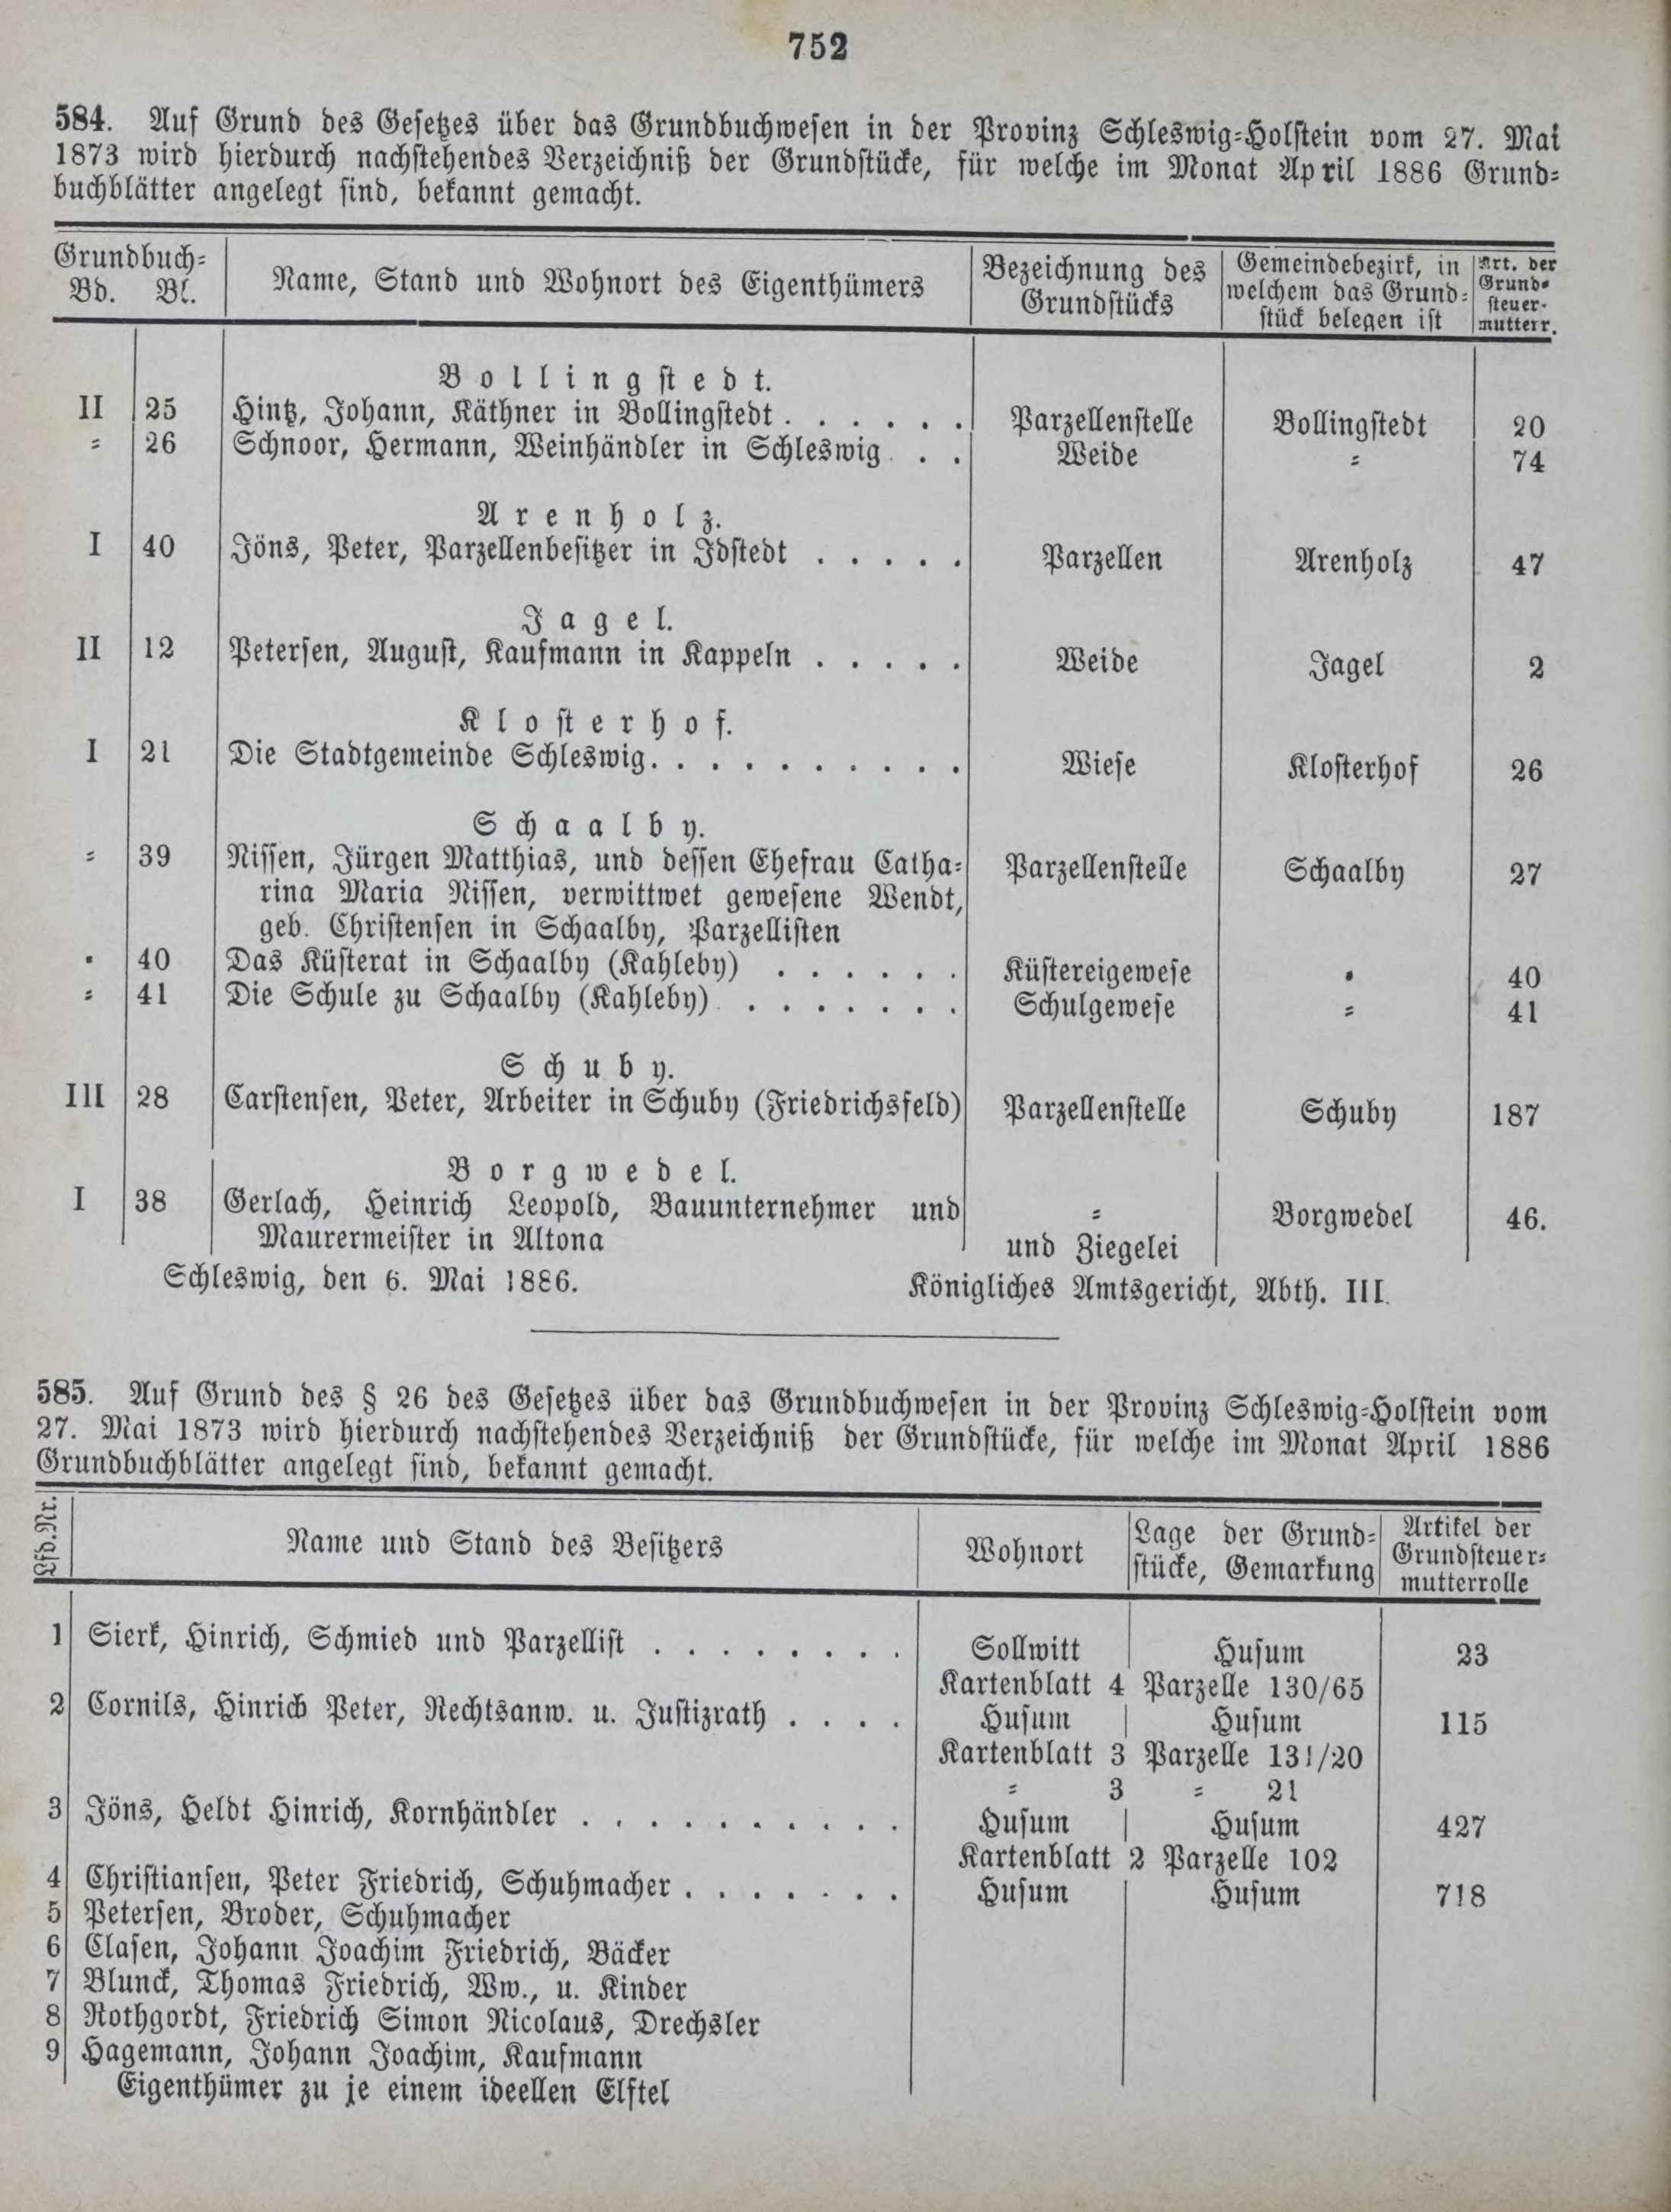 752
584. Auf Grund des Gesetzes über das Grundbuchwesen in der Provinz Schleswig=Holstein vom 27. Mai
1873 wird hierdurch nachstehendes Verzeichniß der Grundstücke, für welche im Monat April 1886 Grund=
buchblätter angelegt sind, bekannt gemacht.
Grundbuch= Bd. Bl. Name, Stand und Wohnort des Eigenthümers Bezeichnung des Grundstücks Gemeindebezirk, in welchem das Grund= stück belegen ist Art. der Grund= steuer= mutterr.
Bollingstedt.
II 25 Hintz, Johann, Käthner in Bollingstedt . . . . . . Parzellenstelle Bollingstedt 20
= 26 Schnoor, Hermann, Weinhändler in Schleswig . . Weide = 74
Arenholz.
I 40 Jöns, Peter, Parzellenbesitzer in Idstedt . . . . . Parzellen Arenholz 47
Jagel.
II 12 Petersen, August, Kaufmann in Kappeln . . . . . Weide Jagel 2
Klosterhof.
I 21 Die Stadtgemeinde Schleswig. . . . . . . . . . Wiese Klosterhof 26
Schaalby.
= 39 Nissen, Jürgen Matthias, und dessen Ehefrau Catha= Parzellenstelle Schaalby 27
rina Maria Nissen, verwittwet gewesene Wendt,
geb. Christensen in Schaalby, Parzellisten
= 40 Das Küsterat in Schaalby (Kahleby) . . . . . . Küstereigewese = 40
= 41 Die Schule zu Schaalby (Kahleby) . . . . . . . Schulgewese = 41
Schuby.
III 28 Carstensen, Peter, Arbeiter in Schuby (Friedrichsfeld) Parzellenstelle Schuby 187
Borgwedel.
I 38 Gerlach, Heinrich Leopold, Bauunternehmer und = Borgwedel 46.
Maurermeister in Altona und Ziegelei
Schleswig, den 6. Mai 1886. Königliches Amtsgericht, Abth. III.
585. Auf Grund des § 26 des Gesetzes über das Grundbuchwesen in der Provinz Schleswig=Holstein vom
27. Mai 1873 wird hierdurch nachstehendes Verzeichniß der Grundstücke, für welche im Monat April 1886
Grundbuchblätter angelegt sind, bekannt gemacht.
Lfd.Nr. Name und Stand des Besitzers Wohnort Lage der Grund= stücke, Gemarkung Artikel der Grundsteuer= mutterrolle
1 Sierk, Hinrich, Schmied und Parzellist . . . . . . . . Sollwitt Husum 23
Kartenblatt 4 Parzelle 130/65
2 Cornils, Hinrich Peter, Rechtsanw. u. Justizrath . . . . Husum Husum 115
Kartenblatt 3 Parzelle 131/20
= 3 = 21
3 Jöns, Heldt Hinrich, Kornhändler . . . . . . . . . . Husum Husum 427
Kartenblatt 2 Parzelle 102
4 Christiansen, Peter Friedrich, Schuhmacher . . . . . . . Husum Husum 718
5 Petersen, Broder, Schuhmacher
6 Clasen, Johann Joachim Friedrich, Bäcker
7 Blunck, Thomas Friedrich, Ww., u. Kinder
8 Rothgordt, Friedrich Simon Nicolaus, Drechsler
9 Hagemann, Johann Joachim, Kaufmann
Eigenthümer zu je einem ideellen Elftel